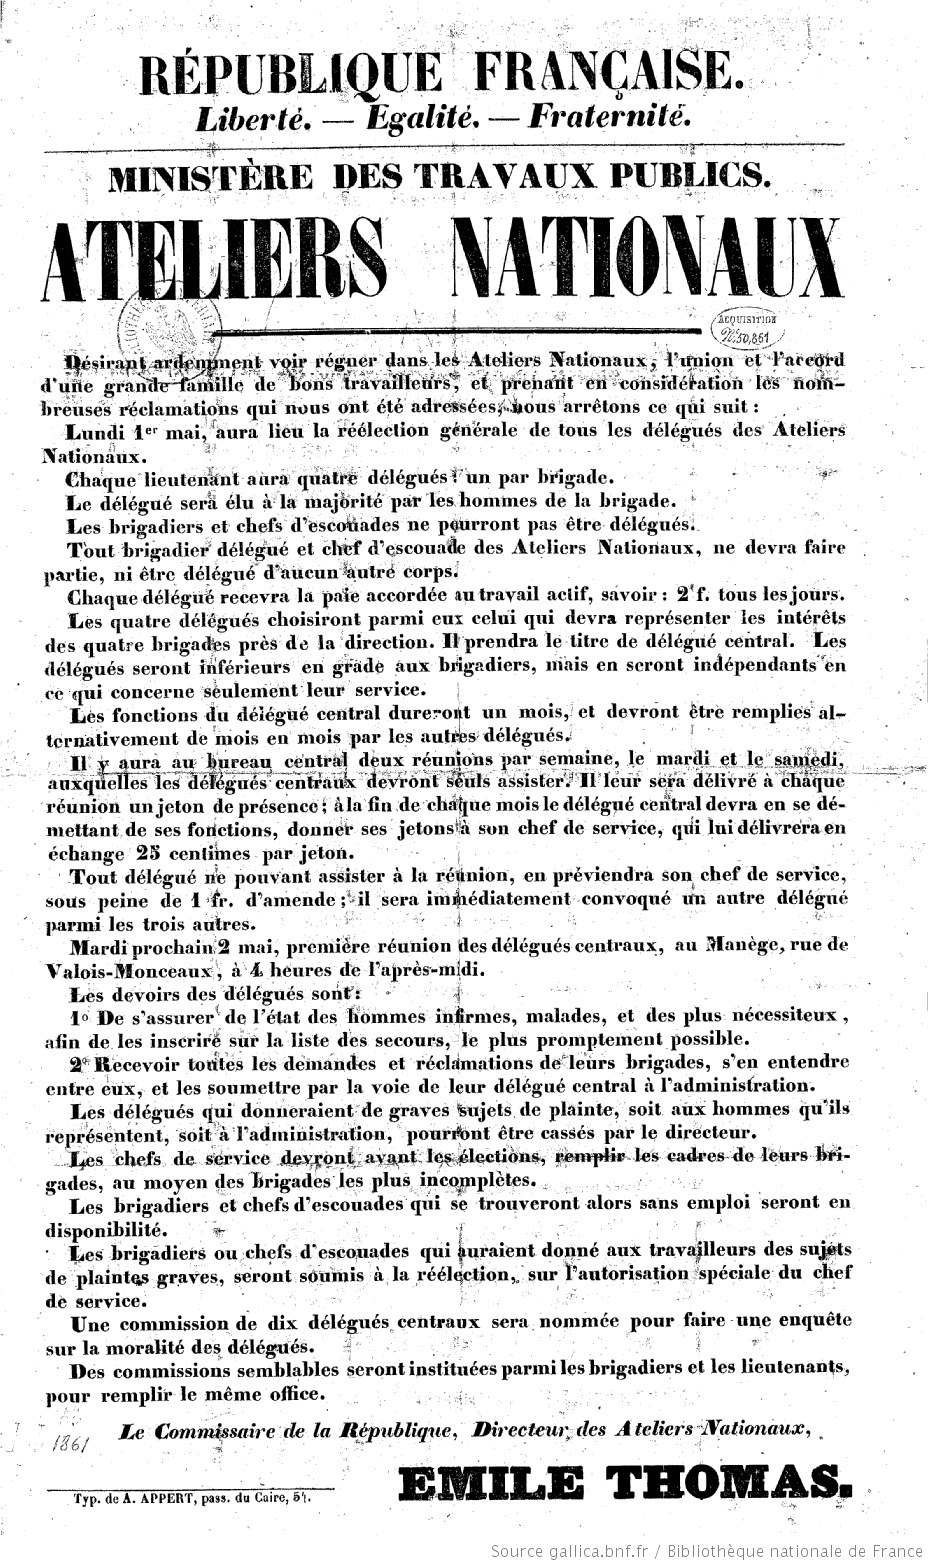 RÉPUBLIQUE FRANÇAISE.
Liberté. — Egalité. — Fraternité.
MINISTÈRE DES TRAVAUX PUBLICS.
ATELIERS NATIONAUX
ACQUISITION
No 50,861
Désirant ardemment voir régner dans les Ateliers Nationaux, l'union et l'accord
d'une grande famille de bons travailleurs, et prenant en considération les nom-
breuses réclamations qui nous ont été adressées, nous arrêtons ce qui suit :
Lundi 1er mai, aura lieu la réélection générale de tous les délégués des Ateliers
Nationaux.
Chaque lieutenant aura quatre délégués : un par brigade.
Le délégué sera élu à la majorité par les hommes de la brigade.
Les brigadiers et chefs d'escouades ne pourront pas être délégués.
Tout brigadier délégué et chef d'escouade des Ateliers Nationaux, ne devra faire
partie, ni être délégué d'aucun autre corps.
Chaque délégué recevra la paie accordée au travail actif, savoir : 2 f. tous les jours.
Les quatre délégués choisiront parmi eux celui qui devra représenter les intérêts
des quatre brigades près de la direction. Il prendra le titre de délégué central. Les
délégués seront inférieurs en grade aux brigadiers, mais en seront indépendants en
ce qui concerne seulement leur service.
Les fonctions du délégué central dureront un mois, et devront être remplies al-
ternativement de mois en mois par les autres délégués.
Il y aura au bureau central deux réunions par semaine, le mardi et le samedi,
auxquelles les délégués centraux devront seuls assister. Il leur sera délivré à chaque
réunion un jeton de présence ; à la fin de chaque mois le délégué central devra en se dé-
mettant de ses fonctions, donner ses jetons à son chef de service, qui lui délivrera en
échange 25 centimes par jeton.
Tout délégué ne pouvant assister à la réunion, en préviendra son chef de service,
sous peine de 1 fr. d'amende ; il sera immédiatement convoqué un autre délégué
parmi les trois autres.
Mardi prochain 2 mai, première réunion des délégués centraux, au Manège, rue de
Valois-Monceaux, à 4 heures de l'après-midi.
Les devoirs des délégués sont :
1o De s'assurer de l'état des hommes infirmes, malades, et des plus nécessiteux,
afin de les inscrire sur la liste des secours, le plus promptement possible.
2o Recevoir toutes les demandes et réclamations de leurs brigades, s'en entendre
entre eux, et les soumettre par la voie de leur délégué central à l'administration.
Les délégués qui donneraient de graves sujets de plainte, soit aux hommes qu'ils
représentent, soit à l'administration, pourront être cassés par le directeur.
Les chefs de service devront avant les élections, remplir les cadres de leurs bri-
gades, au moyen des brigades les plus incomplètes.
Les brigadiers et chefs d'escouades qui se trouveront alors sans emploi seront en
disponibilité.
Les brigadiers ou chefs d'escouades qui auraient donné aux travailleurs des sujets
de plaintes graves, seront soumis à la réélection, sur l'autorisation spéciale du chef
de service.
Une commission de dix délégués centraux sera nommée pour faire une enquête
sur la moralité des délégués.
Des commissions semblables seront instituées parmi les brigadiers et les lieutenants,
pour remplir le même office.
Le Commissaire de la République, Directeur des Ateliers Nationaux,
1861
EMILE THOMAS.
Typ. de A. APPERT, pass. du Caire, 54.
Source gallica.bnf.fr / Bibliothèque nationale de France